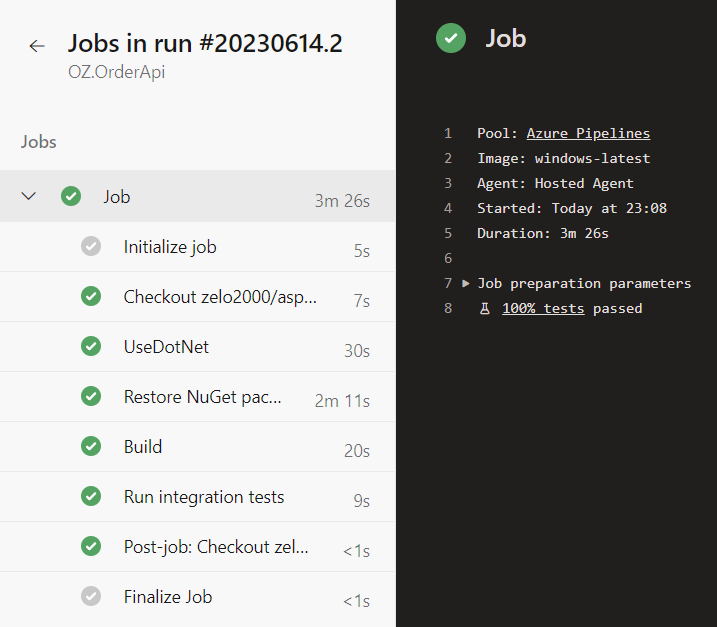 Jobs in run #20230614.2
OZ.OrderApi
Jobs
Job 3m 26s
Initialize job 5s
Checkout zelo2000/asp... 7s
UseDotNet 30s
Restore NuGet pac... 2m 11s
Build 20s
Run integration tests 9s
Post-job: Checkout zel... <1s
Finalize Job <1s
Job
1 Pool: Azure Pipelines
2 Image: windows-latest
3 Agent: Hosted Agent
4 Started: Today at 23:08
5 Duration: 3m 26s
6
7 Job preparation parameters
8 100% tests passed